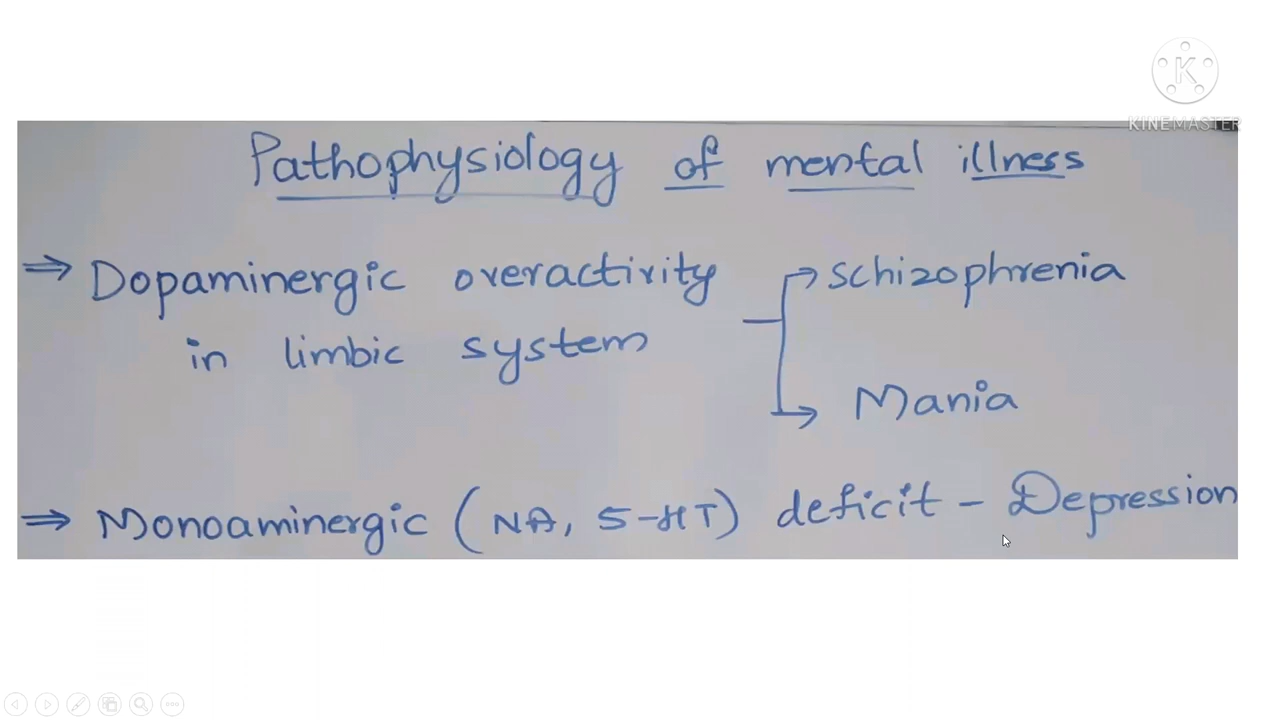 KINEMASTER
Pathophysiology of mental illness
⇒ Dopaminergic overactivity → schizophrenia
in limbic system
→ Mania
⇒ Monoaminergic (NA, 5-HT) deficit - Depression